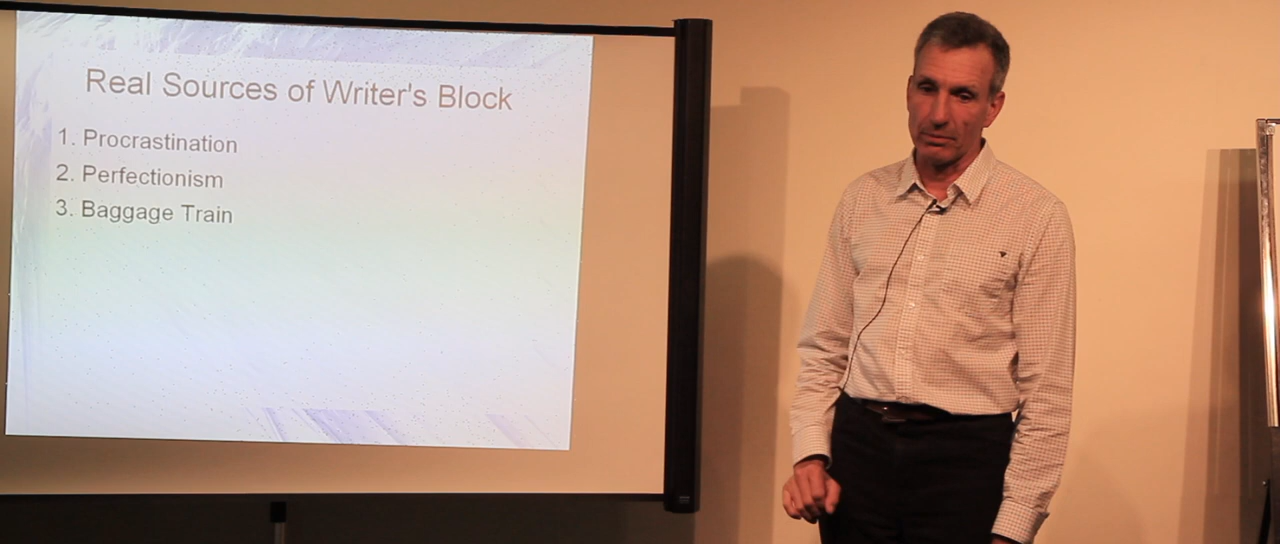 Real Sources of Writer's Block
1. Procrastination
2. Perfectionism
3. Baggage Train